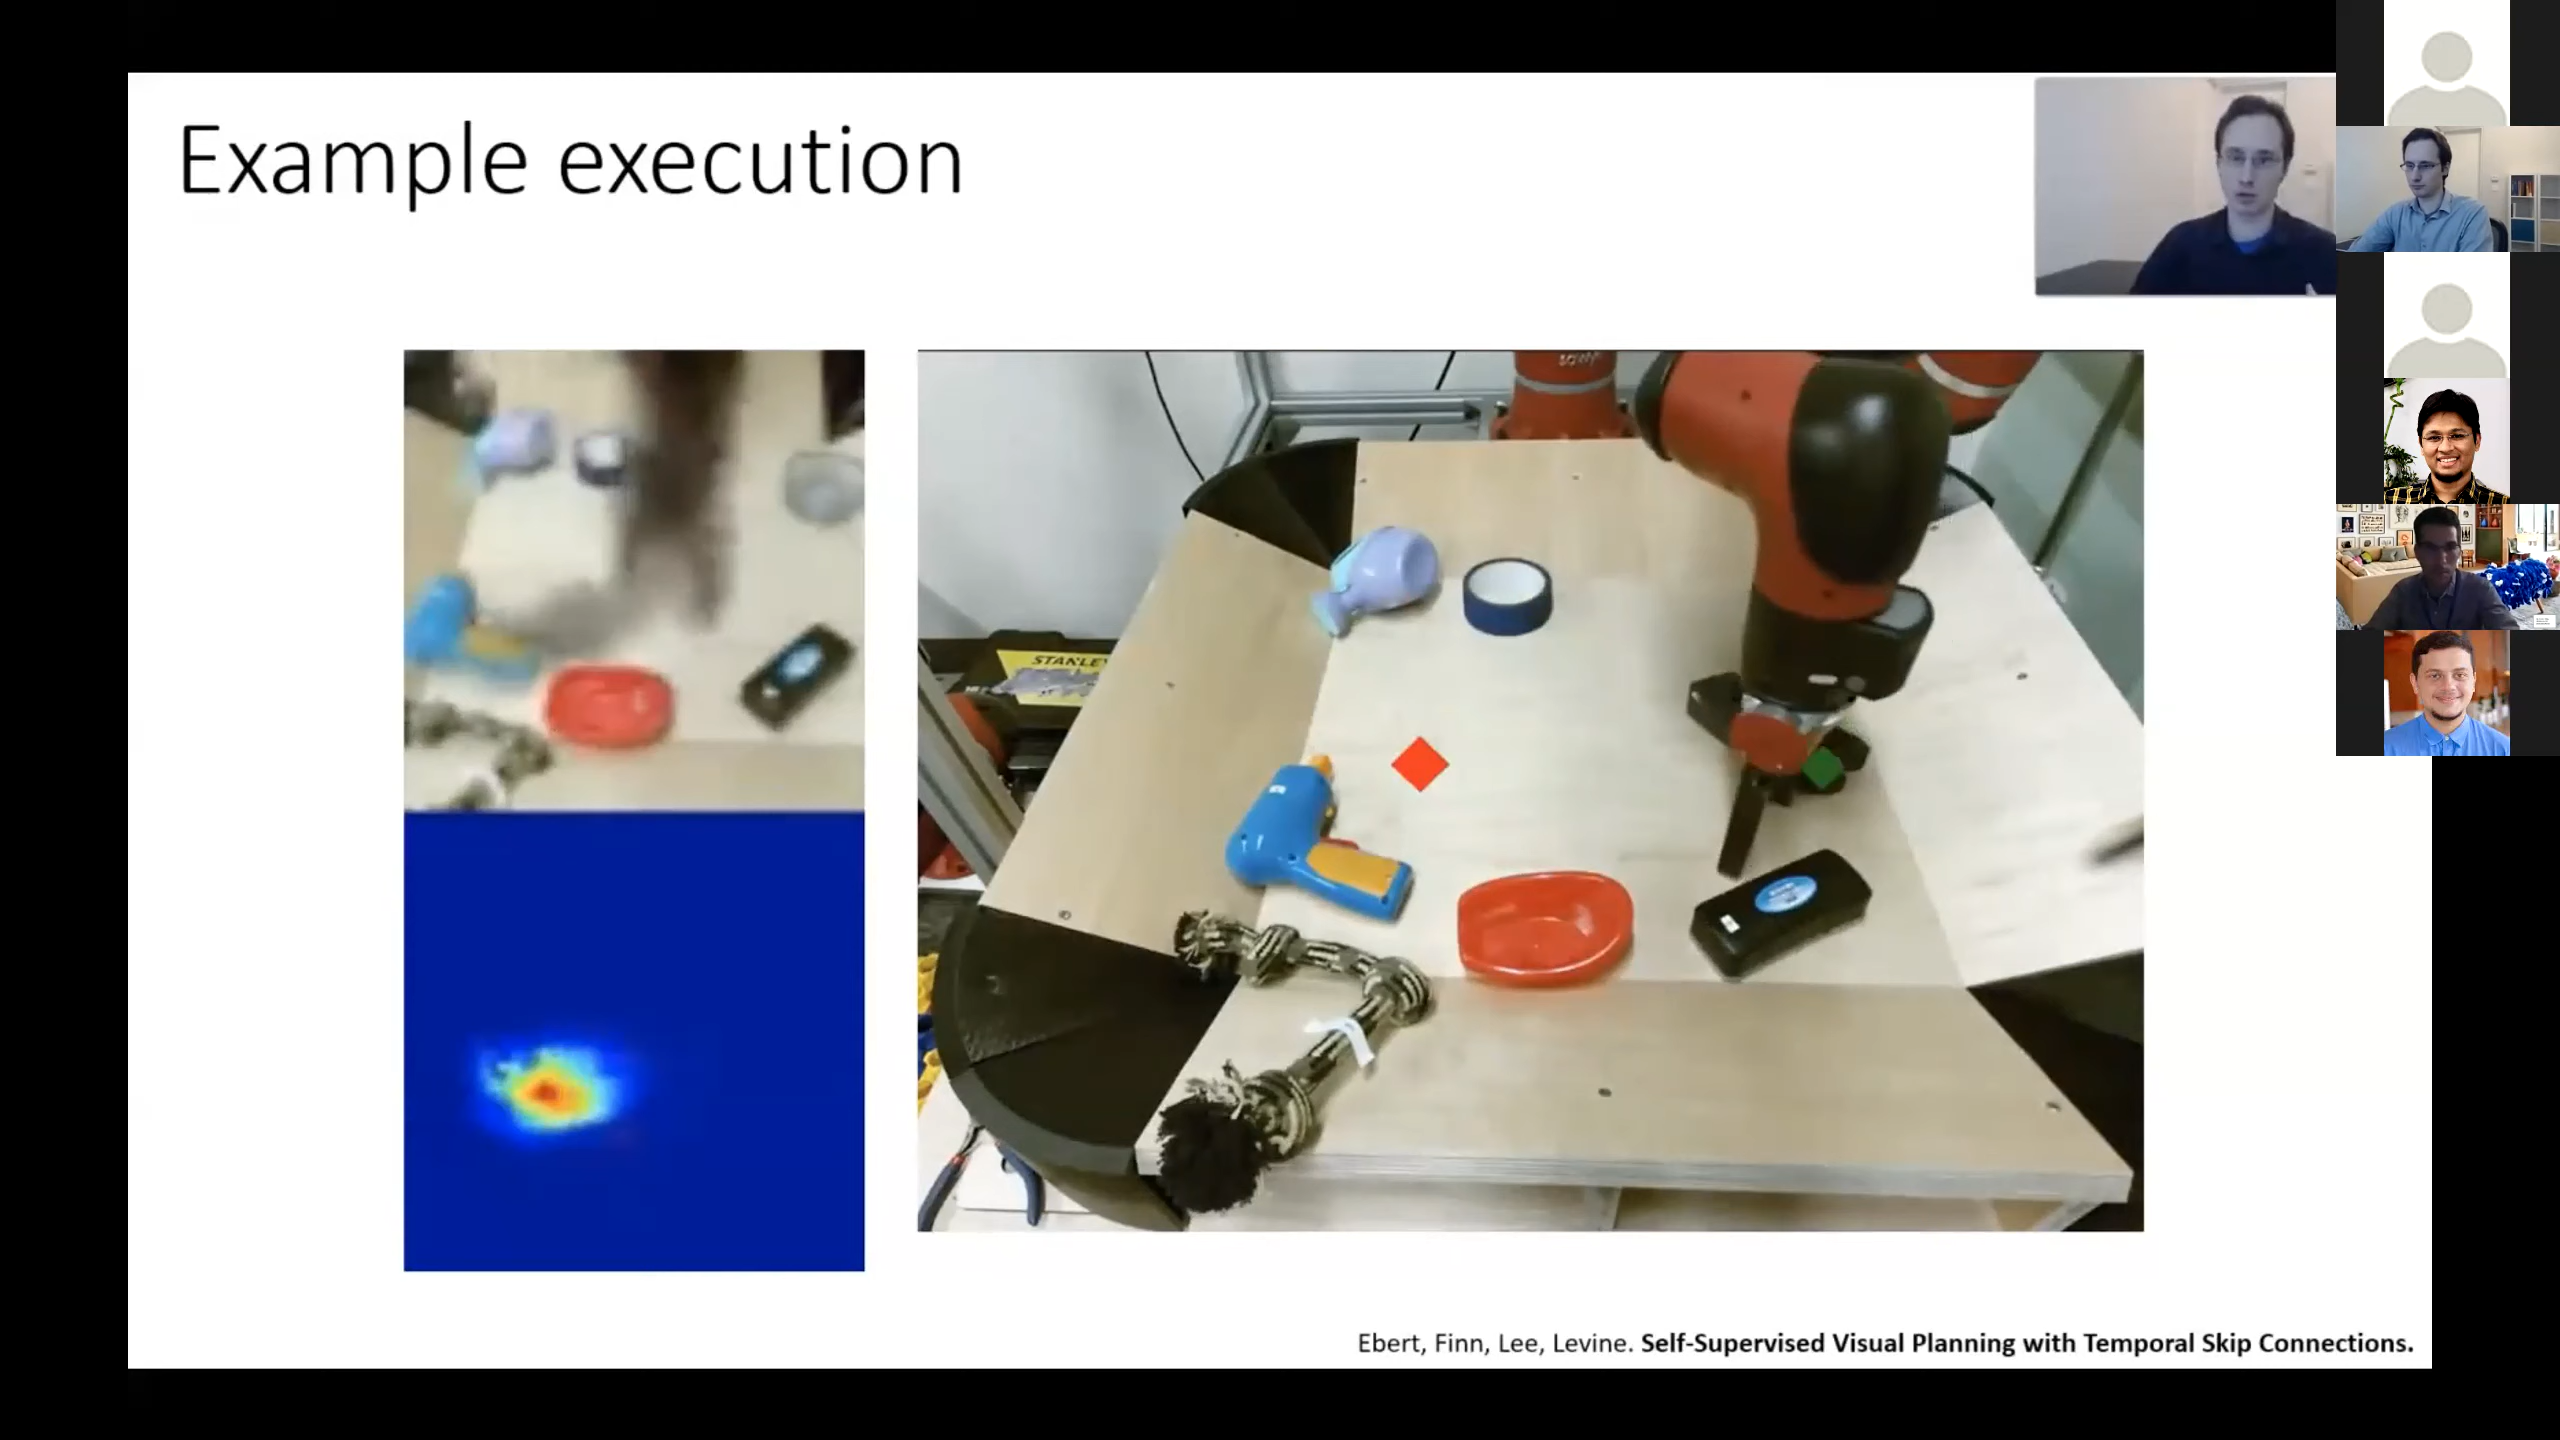 Example execution
STANLEY
Ebert, Finn, Lee, Levine. Self-Supervised Visual Planning with Temporal Skip Connections.